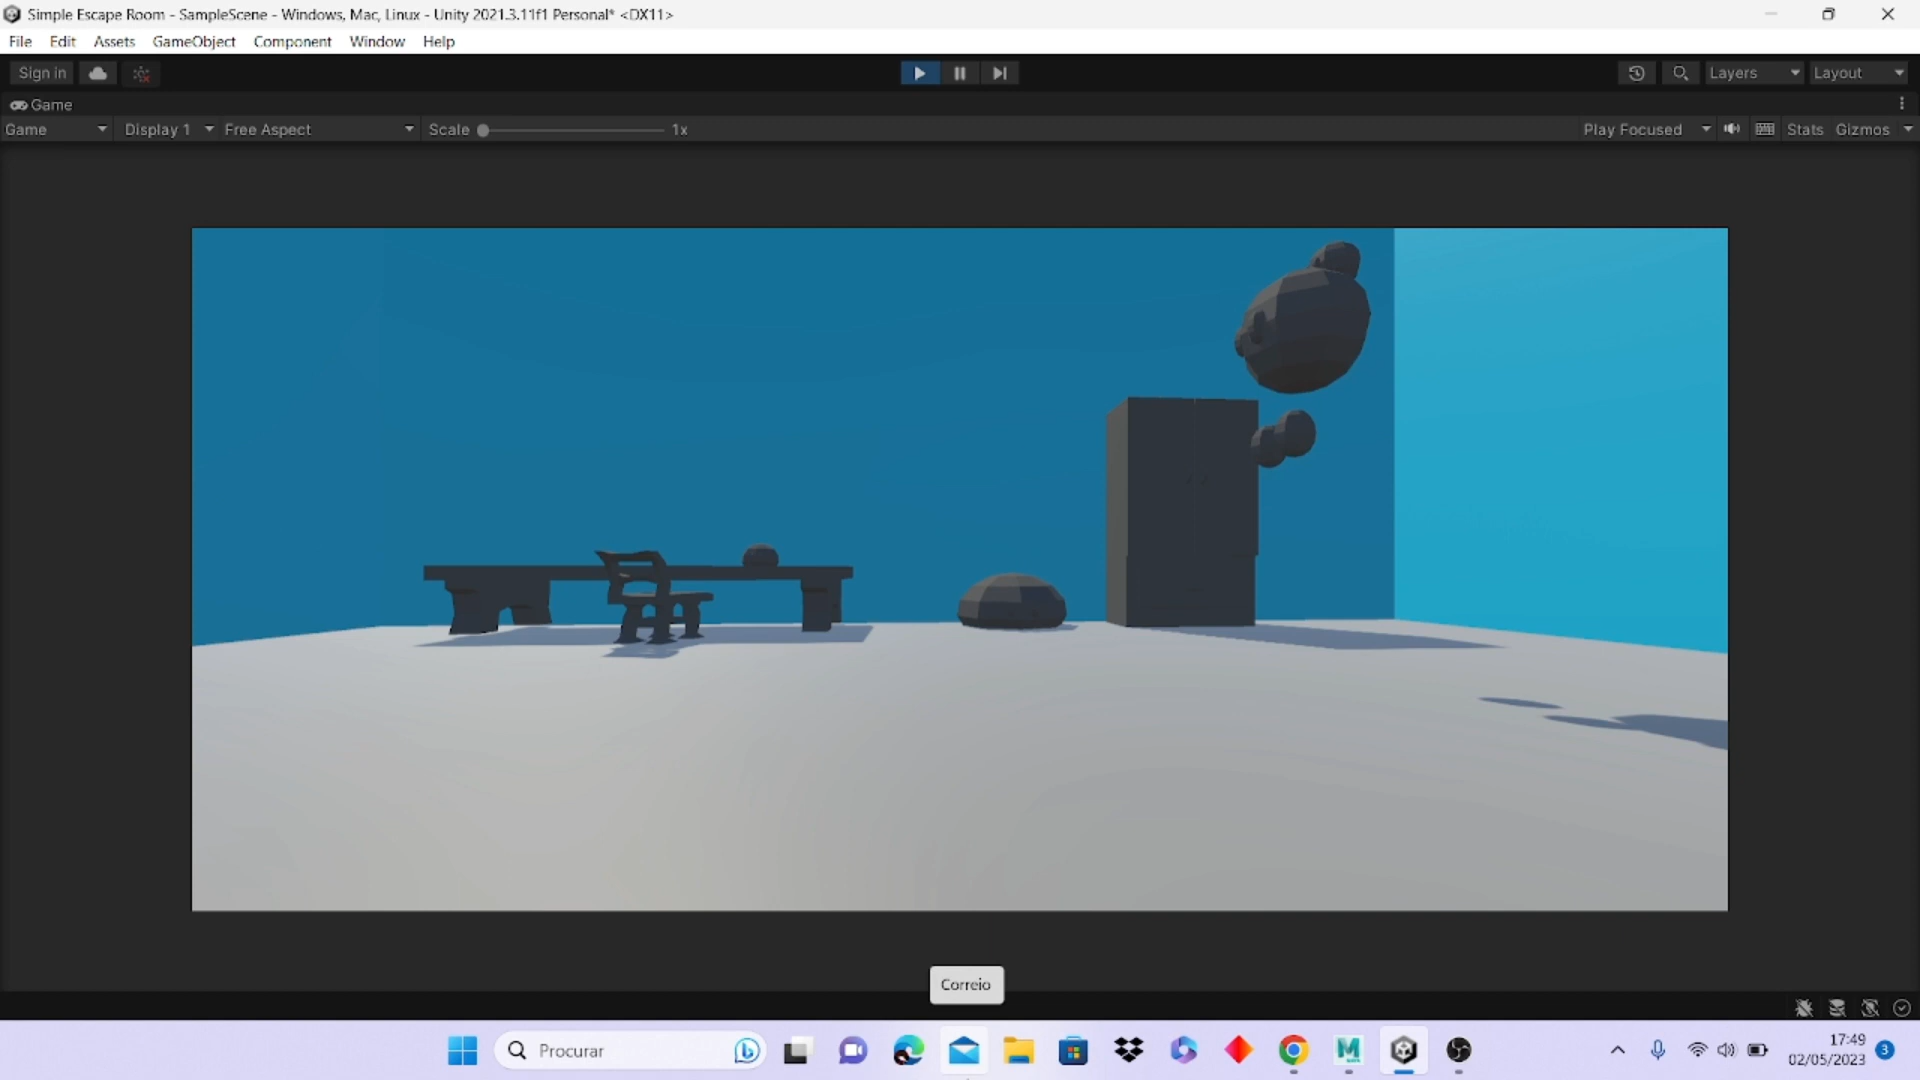 Simple Escape Room - SampleScene - Windows, Mac, Linux - Unity 2021.3.11f1 Personal* <DX11>
File Edit Assets GameObject Component Window Help
Sign in Layers Layout
Game
Game Display 1 Free Aspect Scale 1x Play Focused Stats Gizmos
Correio
Procurar
17:49
02/05/2023 3